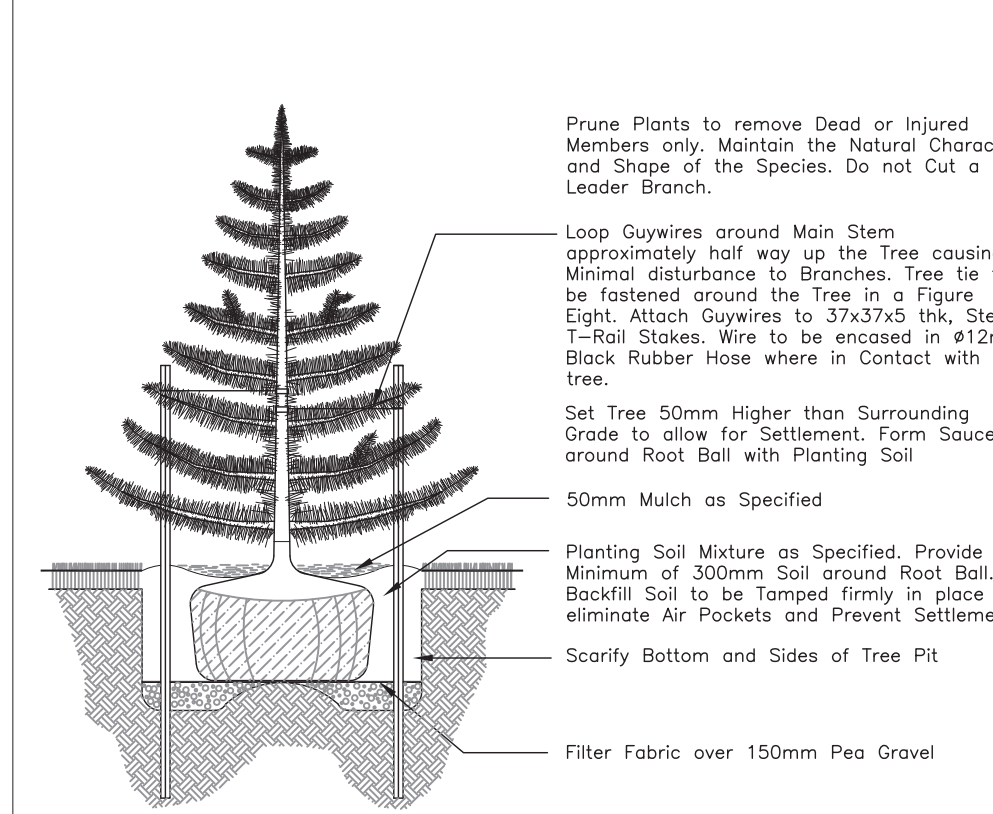 Prune Plants to remove Dead or Injured
Members only. Maintain the Natural Charac
and Shape of the Species. Do not Cut a
Leader Branch.
Loop Guywires around Main Stem
approximately half way up the Tree causin
Minimal disturbance to Branches. Tree tie
be fastened around the Tree in a Figure
Eight. Attach Guywires to 37x37x5 thk, Ste
T-Rail Stakes. Wire to be encased in ø12m
Black Rubber Hose where in Contact with
tree.
Set Tree 50mm Higher than Surrounding
Grade to allow for Settlement. Form Sauce
around Root Ball with Planting Soil
50mm Mulch as Specified
Planting Soil Mixture as Specified. Provide
Minimum of 300mm Soil around Root Ball.
Backfill Soil to be Tamped firmly in place
eliminate Air Pockets and Prevent Settleme
Scarify Bottom and Sides of Tree Pit
Filter Fabric over 150mm Pea Gravel